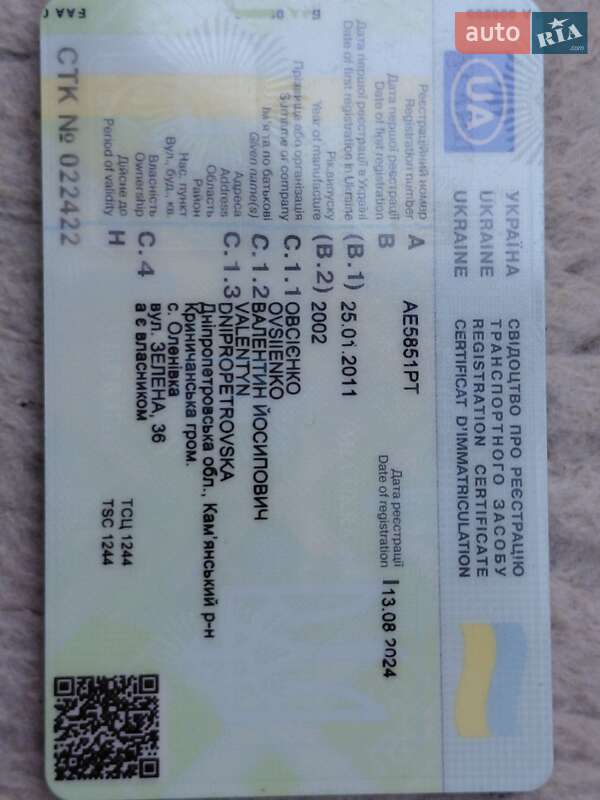 auto RIA .com
UA
УКРАЇНА
UKRAINE
UKRAINE
СВІДОЦТВО ПРО РЕЄСТРАЦІЮ
ТРАНСПОРТНОГО ЗАСОБУ
REGISTRATION CERTIFICATE
CERTIFICAT D'IMMATRICULATION
Реєстраційний номер
Registration number A AE5851PT
Дата першої реєстрації
Date of first registration B
Дата реєстрації
Date of registration I 13.08.2024
Дата першої реєстрації в Україні
Date of first registration in Ukraine (B.1) 25.01.2011
Рік випуску
Year of manufacture (B.2) 2002
Прізвище або організація
Surname or company C.1.1 ОВСІЄНКО
OVSIIENKO
Ім'я та по батькові
Given name(s) C.1.2 ВАЛЕНТИН ЙОСИПОВИЧ
VALENTYN
Адреса
Address C.1.3 DNIPROPETROVSKA
Область
Район
Нас. пункт
Вул., буд., кв.
Дніпропетровська обл., Кам'янський р-н
Криничанська гром.
с. Оленівка
вул. ЗЕЛЕНА, 36
Власність
Ownership C.4 а є власником
Дійсне до
Period of validity H
ТСЦ 1244
TSC 1244
СТК № 022422